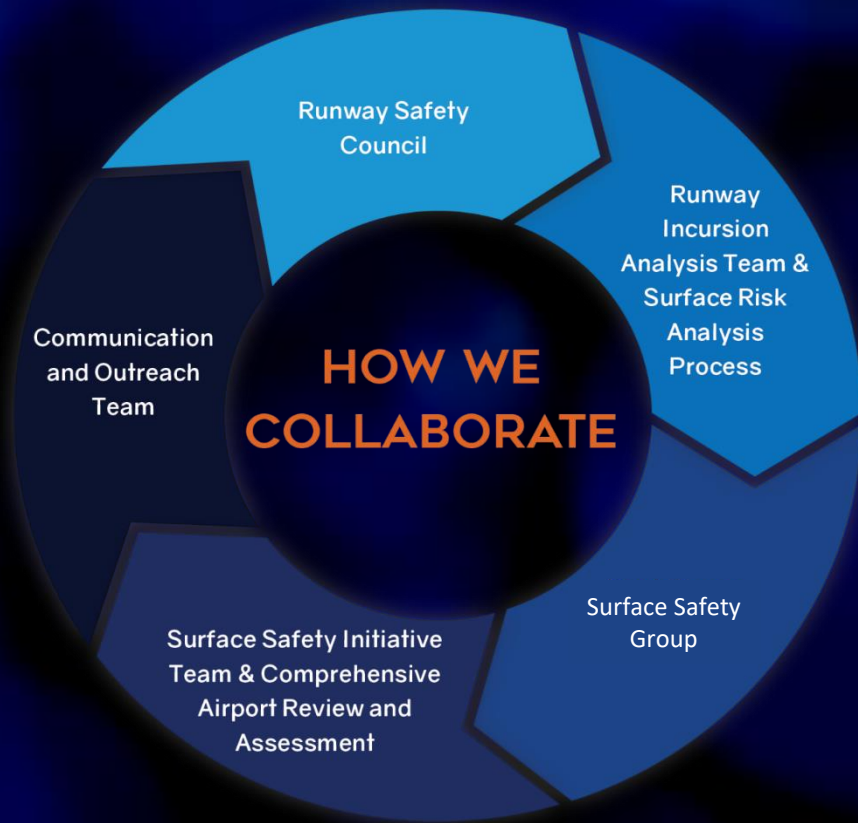 Runway Safety
Council
Runway
Incursion
Analysis Team &
Surface Risk
Analysis
Process
Communication
and Outreach
Team
HOW WE
COLLABORATE
Surface Safety
Group
Surface Safety Initiative
Team & Comprehensive
Airport Review and
Assessment